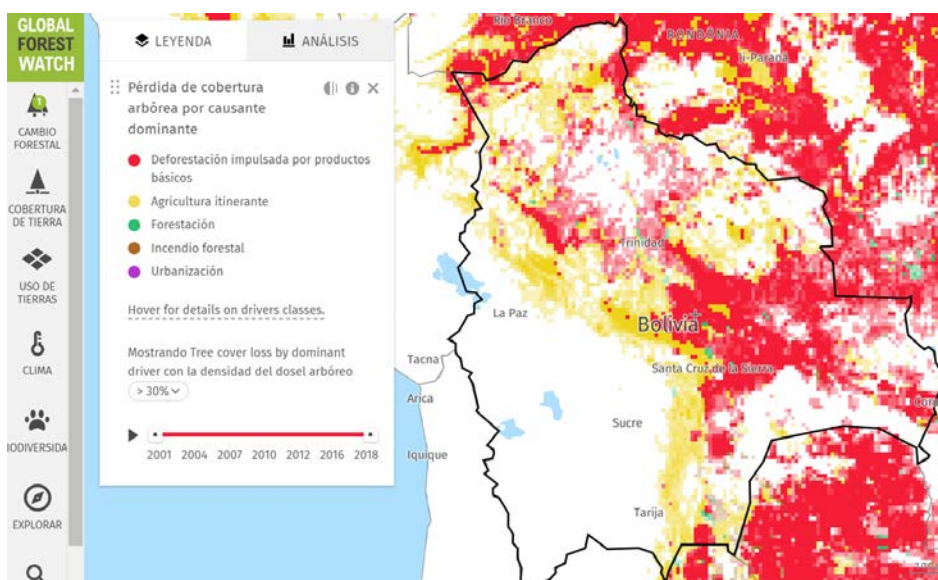 GLOBAL
FOREST
WATCH
1
CAMBIO
FORESTAL
COBERTURA
DE TIERRA
USO DE
TIERRAS
CLIMA
IODIVERSIDA
EXPLORAR
LEYENDA
ANÁLISIS
Pérdida de cobertura
arbórea por causante
dominante
Deforestación impulsada por productos
básicos
Agricultura itinerante
Forestación
Incendio forestal
Urbanización
Hover for details on drivers classes.
Mostrando Tree cover loss by dominant
driver con la densidad del dosel arbóreo
> 30%
2001 2004 2007 2010 2012 2016 2018
Rio Branco
RONDÔNIA
Ji-Paraná
Trinidad
La Paz
Bolivia
Tacna
Santa Cruz de la Sierra
Arica
Sucre
Iquique
Tarija